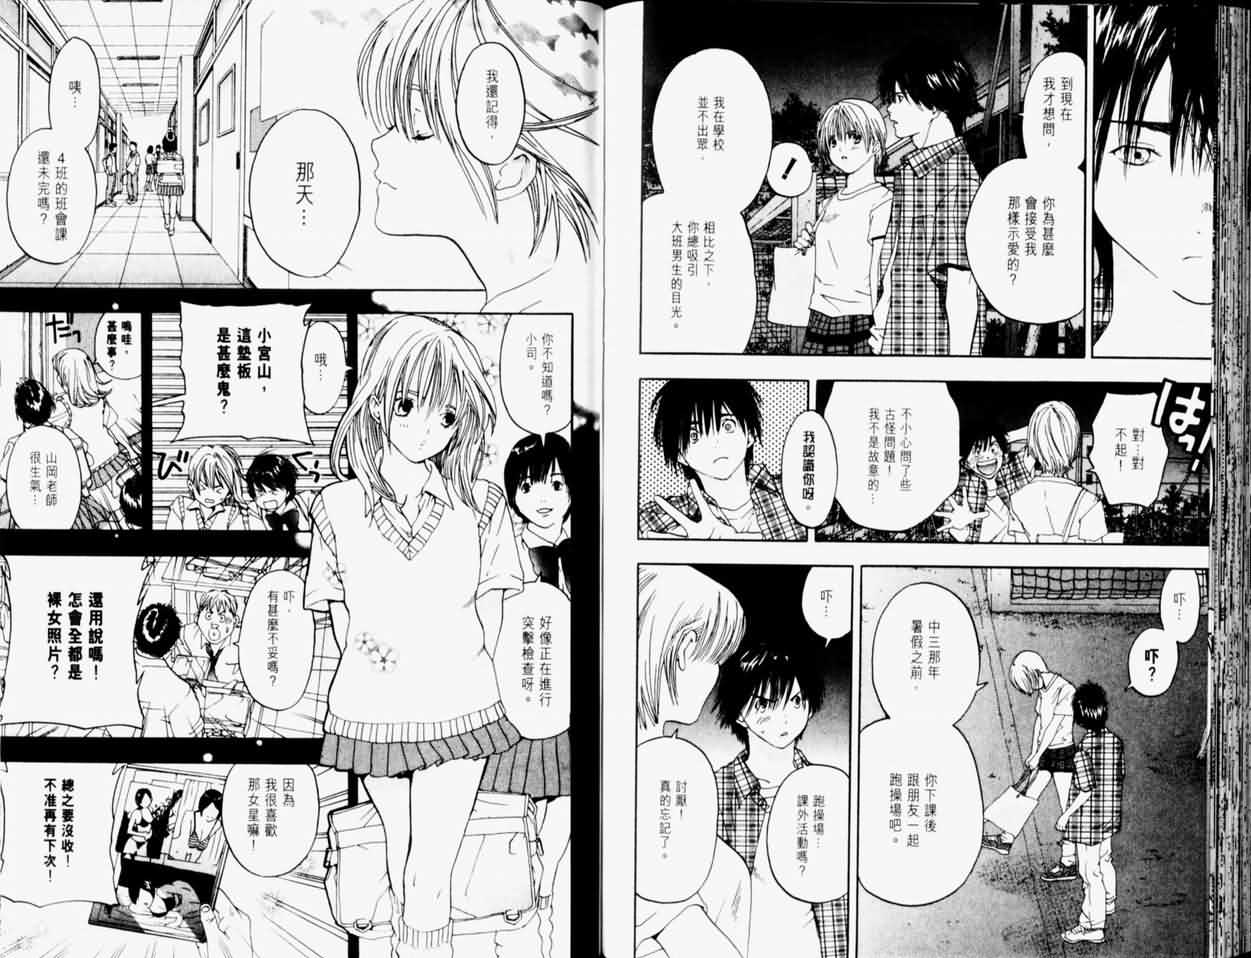 到現在
我才想問，
你為甚麼
會接受我
那樣示愛的？
！
我在學校
並不出眾，
相比之下，
你總吸引
大班男生的目光。
はっ！
對…對
不起！
不小心問了些
古怪問題！
我不是故意的…
我認識你呀。
吓…
吓？
中三那年
暑假之前，
你下課後
跟朋友一起
跑操場吧。
吓…
跑操場…
課外活動嗎？
討厭！
真的忘記了。
我還記得，
那天…
咦…
4班的班會課
還未完嗎？
你不知道嗎？
小司。
好像正在進行
突擊檢查呀。
哦…
小宮山，
這墊板
是甚麼鬼？
び
くっ
嗚哇，
甚麼事？
だっ
山岡老師
很生氣…
吓，
有甚麼不妥嗎？
還用說嗎！
怎會全都是
裸女照片？
因為
我很喜歡
那女星嘛！
總之要沒收！
不准再有下次！